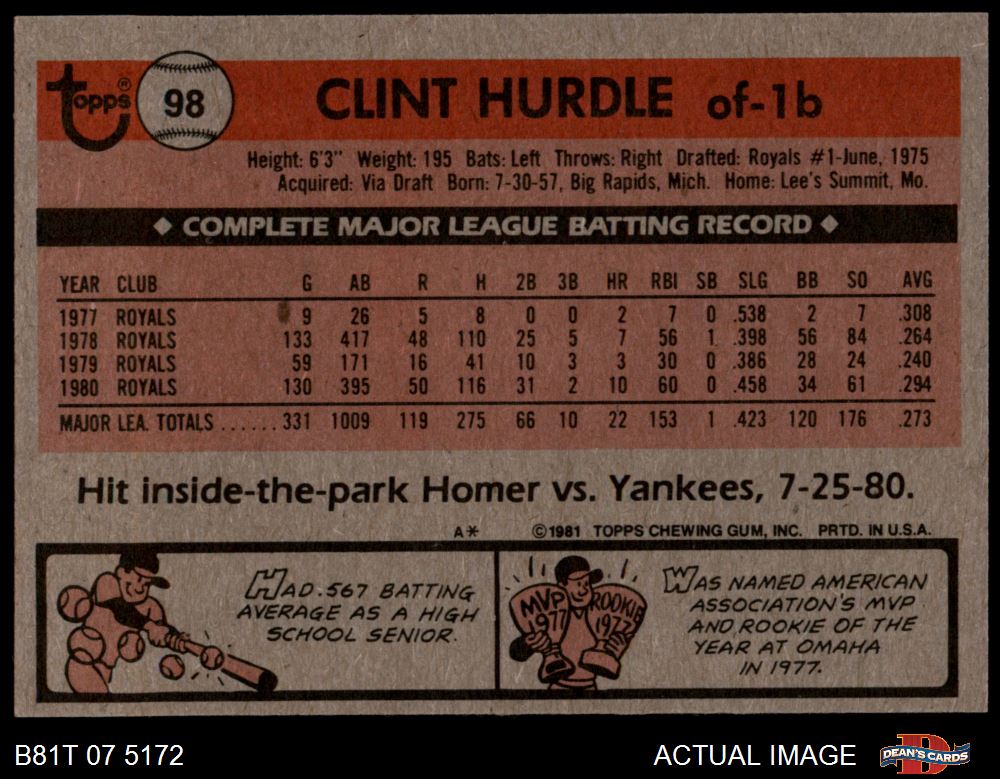 topps®
98
CLINT HURDLE of-1b
Height: 6'3" Weight: 195 Bats: Left Throws: Right Drafted: Royals #1-June, 1975
Acquired: Via Draft Born: 7-30-57, Big Rapids, Mich. Home: Lee's Summit, Mo.
◆ COMPLETE MAJOR LEAGUE BATTING RECORD ◆
YEAR CLUB G AB R H 2B 3B HR RBI SB SLG BB SO AVG
1977 ROYALS 9 26 5 8 0 0 2 7 0 .538 2 7 .308
1978 ROYALS 133 417 48 110 25 5 7 56 1 .398 56 84 .264
1979 ROYALS 59 171 16 41 10 3 3 30 0 .386 28 24 .240
1980 ROYALS 130 395 50 116 31 2 10 60 0 .458 34 61 .294
MAJOR LEA. TOTALS ...... 331 1009 119 275 66 10 22 153 1 .423 120 176 .273
Hit inside-the-park Homer vs. Yankees, 7-25-80.
A* ©1981 TOPPS CHEWING GUM, INC. PRTD. IN U.S.A.
HAD .567 BATTING
AVERAGE AS A HIGH
SCHOOL SENIOR.
MVP
1977
ROOKIE
1977
WAS NAMED AMERICAN
ASSOCIATION'S MVP
AND ROOKIE OF THE
YEAR AT OMAHA
IN 1977.
B81T 07 5172
ACTUAL IMAGE
DEAN'S CARDS